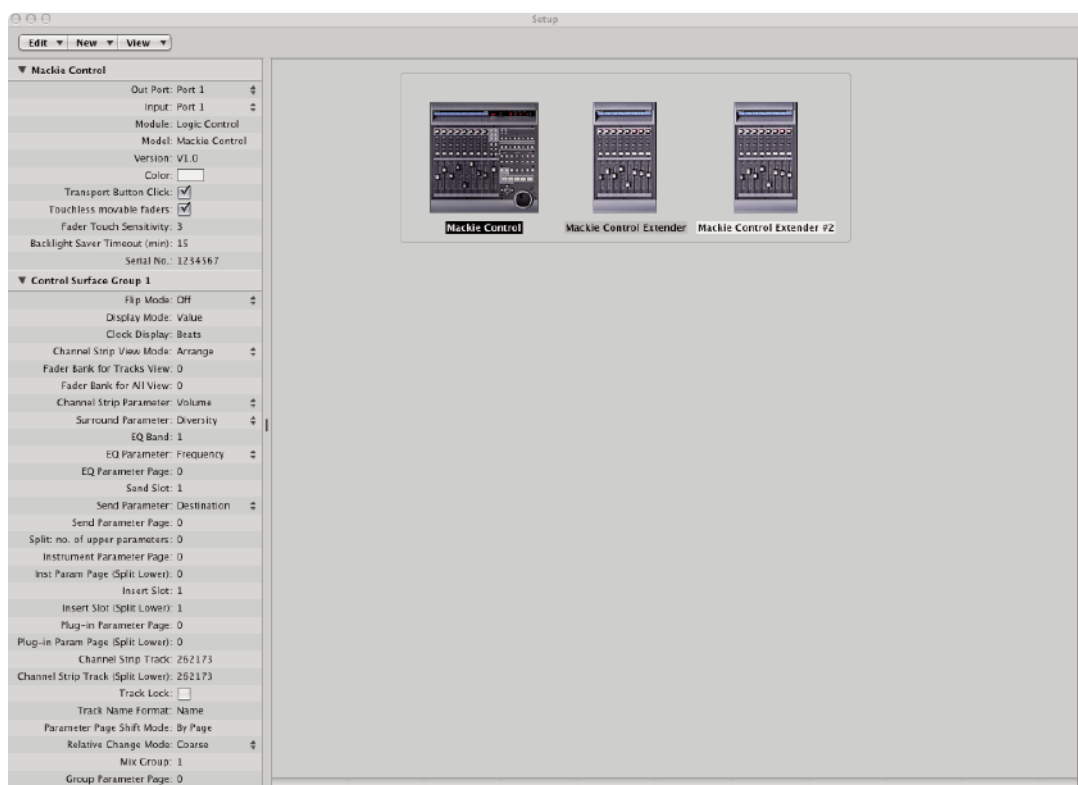 Setup
Edit ▼ New ▼ View ▼
▼ Mackie Control
Out Port: Port 1
Input: Port 1
Module: Logic Control
Model: Mackie Control
Version: V1.0
Color:
Transport Button Click: ✓
Touchless movable faders: ✓
Fader Touch Sensitivity: 3
Backlight Saver Timeout (min): 15
Serial No.: 1234567
▼ Control Surface Group 1
Flip Mode: Off
Display Mode: Value
Clock Display: Beats
Channel Strip View Mode: Arrange
Fader Bank for Tracks View: 0
Fader Bank for All View: 0
Channel Strip Parameter: Volume
Surround Parameter: Diversity
EQ Band: 1
EQ Parameter: Frequency
EQ Parameter Page: 0
Send Slot: 1
Send Parameter: Destination
Send Parameter Page: 0
Split: no. of upper parameters: 0
Instrument Parameter Page: 0
Inst Param Page (Split Lower): 0
Insert Slot: 1
Insert Slot (Split Lower): 1
Plug-in Parameter Page: 0
Plug-in Param Page (Split Lower): 0
Channel Strip Track: 262173
Channel Strip Track (Split Lower): 262173
Track Lock:
Track Name Format: Name
Parameter Page Shift Mode: By Page
Relative Change Mode: Coarse
Mix Group: 1
Group Parameter Page: 0
Mackie Control
Mackie Control Extender
Mackie Control Extender #2